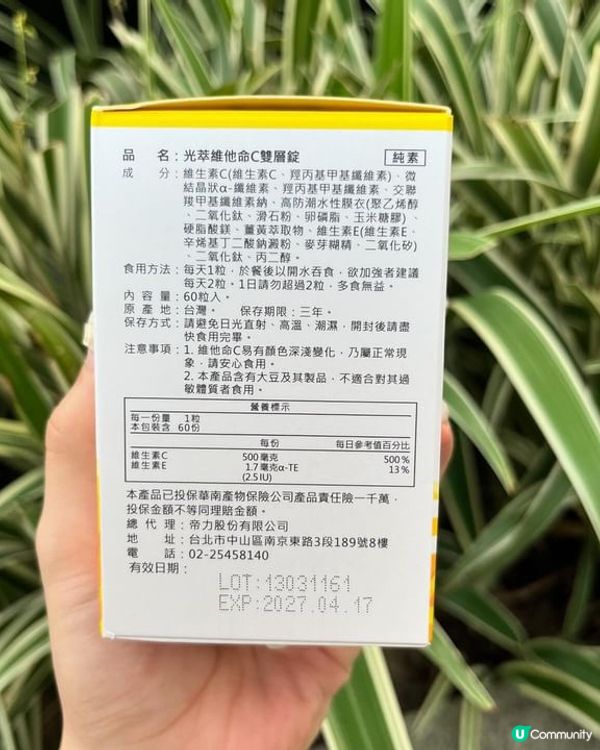 品　名：光萃維他命C雙層錠　純素
成　分：維生素C(維生素C、羥丙基甲基纖維素)、微
結晶狀α-纖維素、羥丙基甲基纖維素、交聯
羧甲基纖維素鈉、高防潮水性膜衣(聚乙烯醇
、二氧化鈦、滑石粉、卵磷脂、玉米糖膠)、
硬脂酸鎂、薑黃萃取物、維生素E(維生素E、
辛烯基丁二酸鈉澱粉、麥芽糊精、二氧化矽)
、二氧化鈦、丙二醇。
食用方法：每天1粒，於餐後以開水吞食，欲加強者建議
每天2粒。1日請勿超過2粒，多食無益。
內容量：60粒入。
原產地：台灣。　保存期限：三年。
保存方式：請避免日光直射、高溫、潮濕，開封後請盡
快食用完畢。
注意事項：1. 維他命C易有顏色深淺變化，乃屬正常現
象，請安心食用。
2. 本產品含有大豆及其製品，不適合對其過
敏體質者食用。
營養標示
每一份量　1粒
本包裝含　60份
每份　每日參考值百分比
維生素C　500毫克　500%
維生素E　1.7毫克α-TE　13%
(2.5IU)
本產品已投保華南產物保險公司產品責任險一千萬，
投保金額不等同理賠金額。
總代理：帝力股份有限公司
地　址：台北市中山區南京東路3段189號8樓
電　話：02-25458140
有效日期：
LOT:13031161
EXP:2027.04.17
U Community